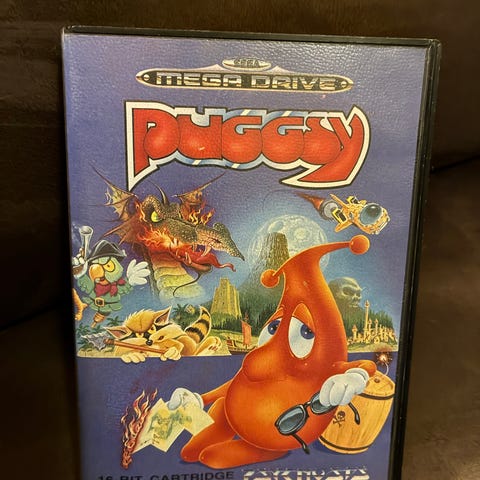 SEGA
MEGA DRIVE
PUGGSY
16-BIT CARTRIDGE